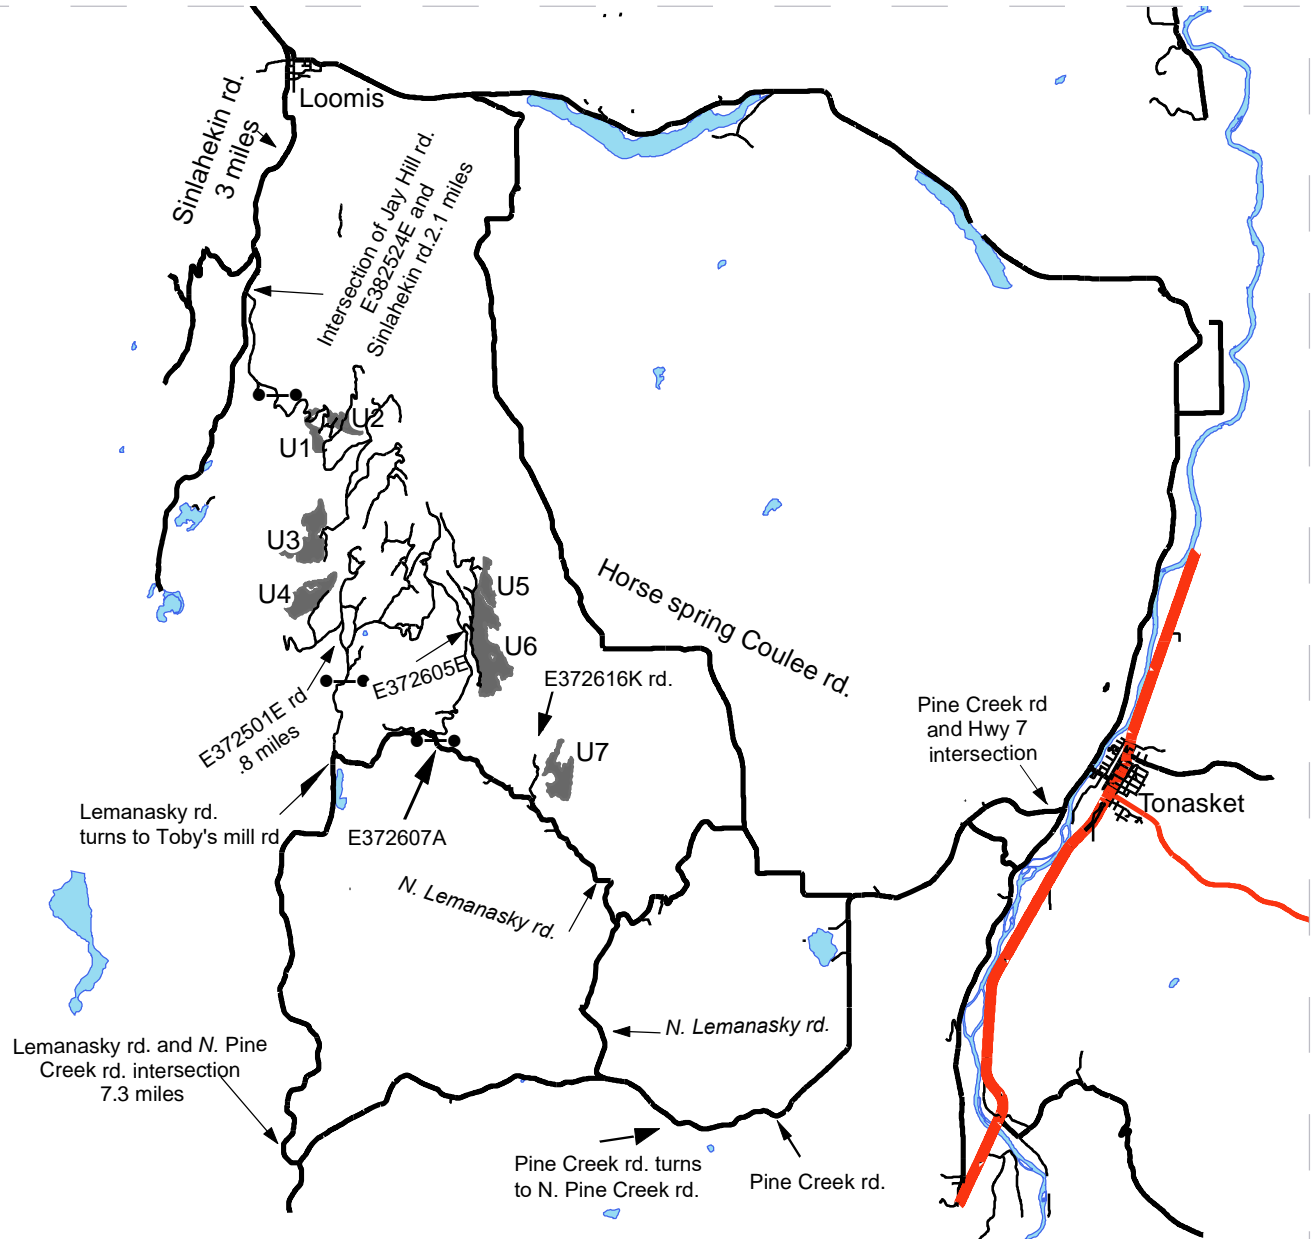 Loomis
Sinlahekin rd.
3 miles
Intersection of Jay Hill rd.
E382524E and
Sinlahekin rd.2.1 miles
U2
U1
U3
U4
U5
U6
Horse spring Coulee rd.
E372605E
E372616K rd.
E372501E rd
.8 miles
Pine Creek rd
and Hwy 7
intersection
U7
Tonasket
Lemanasky rd.
turns to Toby's mill rd
E372607A
N. Lemanasky rd.
N. Lemanasky rd.
Lemanasky rd. and N. Pine
Creek rd. intersection
7.3 miles
Pine Creek rd. turns
to N. Pine Creek rd.
Pine Creek rd.